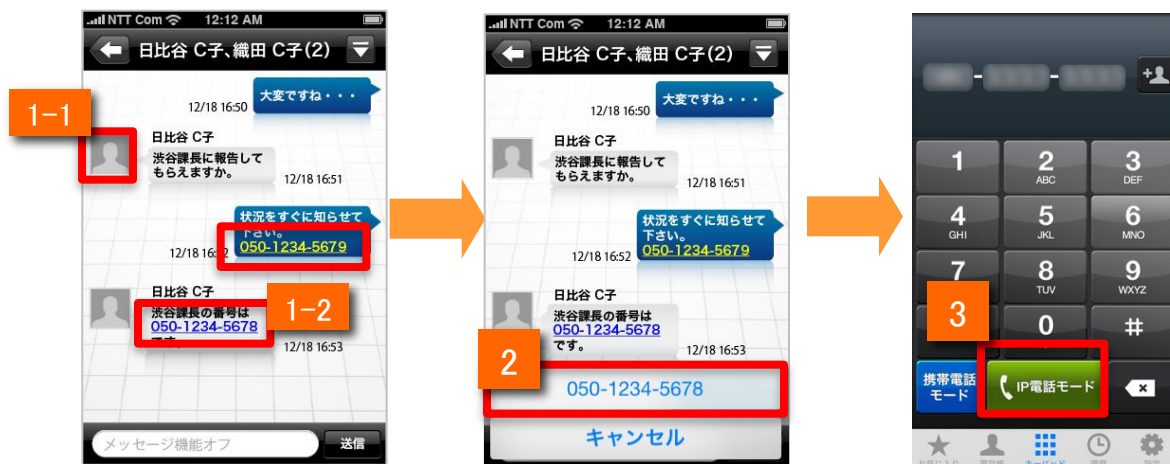 NTT Com 12:12 AM
日比谷 C子、織田 C子(2)
12/18 16:50
大変ですね・・・
1-1
日比谷 C子
渋谷課長に報告して
もらえますか。
12/18 16:51
状況をすぐに知らせて
下さい。
050-1234-5679
12/18 16:52
日比谷 C子
渋谷課長の番号は
050-1234-5678
です。
1-2
12/18 16:53
メッセージ機能オフ
送信
NTT Com 12:12 AM
日比谷 C子、織田 C子(2)
12/18 16:50
大変ですね・・・
日比谷 C子
渋谷課長に報告して
もらえますか。
12/18 16:51
状況をすぐに知らせて
下さい。
050-1234-5679
12/18 16:52
日比谷 C子
渋谷課長の番号は
050-1234-5678
です。
12/18 16:53
2
050-1234-5678
キャンセル
1
2
ABC
3
DEF
4
GHI
5
JKL
6
MNO
7
8
TUV
9
WXYZ
3
0
#
携帯電話
モード
IP電話モード
キーパッド